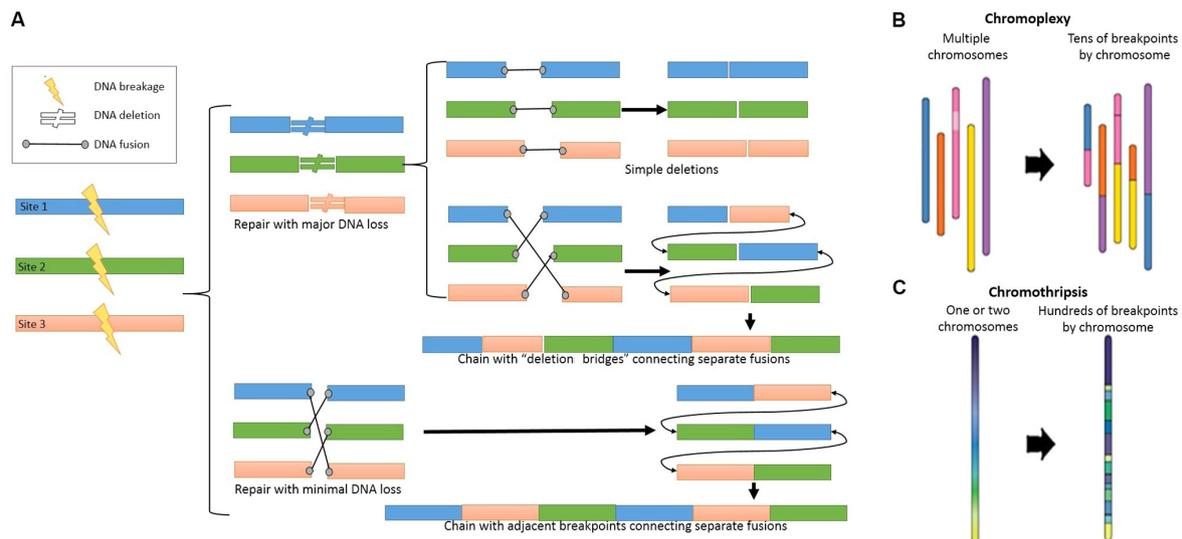 A
DNA breakage
DNA deletion
DNA fusion
Site 1
Site 2
Site 3
Repair with major DNA loss
Simple deletions
Chain with “deletion bridges” connecting separate fusions
Repair with minimal DNA loss
Chain with adjacent breakpoints connecting separate fusions
B
Chromoplexy
Multiple
chromosomes
Tens of breakpoints
by chromosome
C
Chromothripsis
One or two
chromosomes
Hundreds of breakpoints
by chromosome